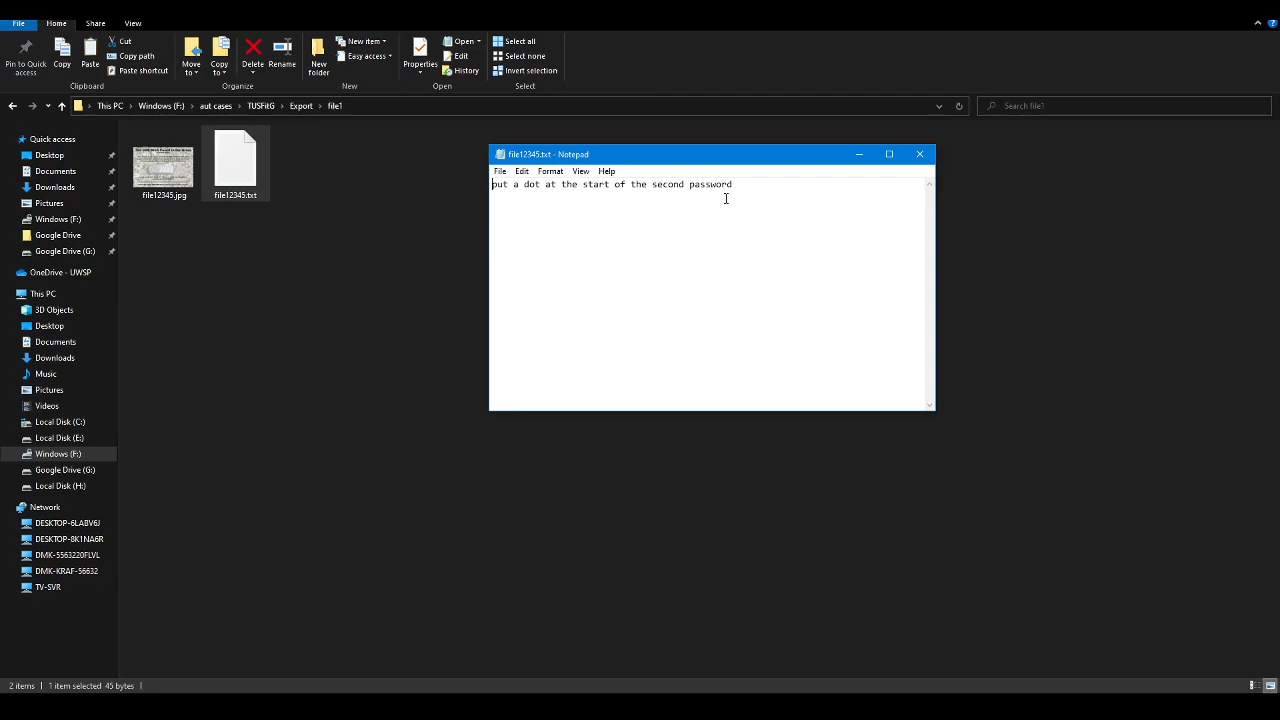 File
Home
Share
View
Pin to Quick access
Copy
Paste
Cut
Copy path
Paste shortcut
Clipboard
Move to
Copy to
Delete
Rename
Organize
New folder
New item
Easy access
New
Properties
Open
Edit
History
Open
Select all
Select none
Invert selection
Select
This PC
Windows (F:)
aut cases
TUSFitG
Export
file1
Search file1
Quick access
Desktop
Documents
Downloads
Pictures
Windows (F:)
Google Drive
Google Drive (G:)
OneDrive - UWSP
This PC
3D Objects
Desktop
Documents
Downloads
Music
Pictures
Videos
Local Disk (C:)
Local Disk (E:)
Windows (F:)
Google Drive (G:)
Local Disk (H:)
Network
DESKTOP-6LABV6J
DESKTOP-8K1NA6R
DMK-5563220FLVL
DMK-KRAF-56632
TV-SVR
file12345.jpg
file12345.txt
file12345.txt - Notepad
File Edit Format View Help
put a dot at the start of the second password
2 items 1 item selected 45 bytes